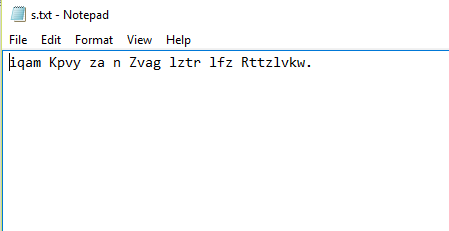 s.txt - Notepad
File Edit Format View Help
iqam Kpvy za n Zvag lztr lfz Rttzlvkw.